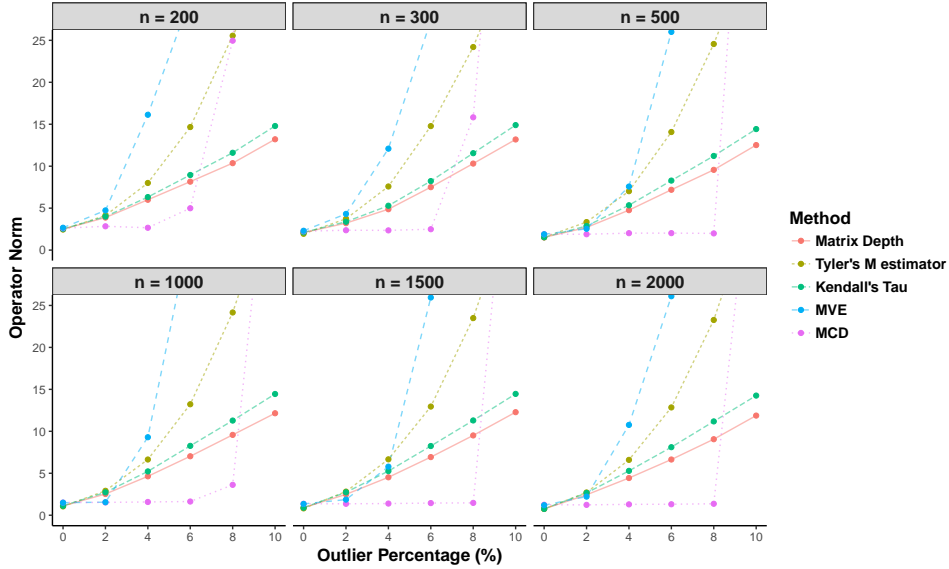 n = 200
n = 300
n = 500
25
20
15
10
5
0
n = 1000
n = 1500
n = 2000
25
20
15
10
5
0
0 2 4 6 8 10
0 2 4 6 8 10
0 2 4 6 8 10
Operator Norm
Outlier Percentage (%)
Method
Matrix Depth
Tyler's M estimator
Kendall's Tau
MVE
MCD